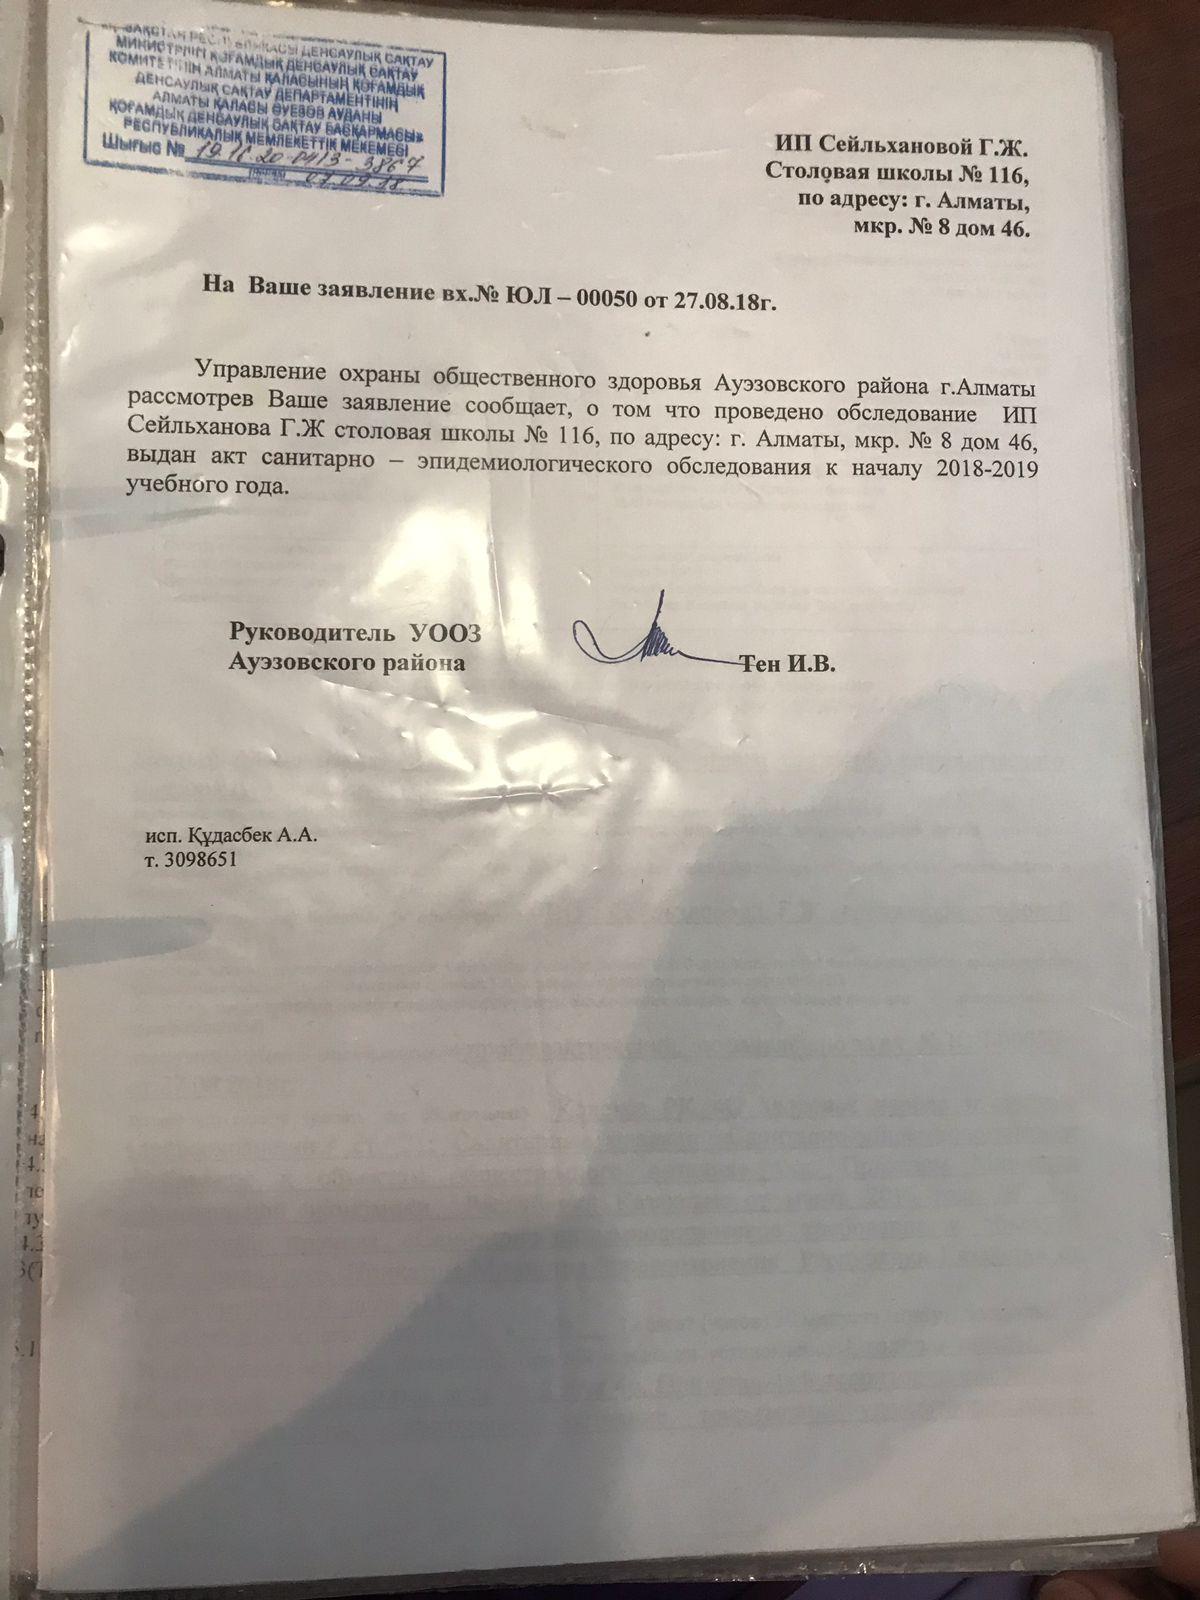 ҚАЗАҚСТАН РЕСПУБЛИКАСЫ ДЕНСАУЛЫҚ САҚТАУ
МИНИСТРЛІГІ ҚОҒАМДЫҚ ДЕНСАУЛЫҚ САҚТАУ
КОМИТЕТІНІҢ АЛМАТЫ ҚАЛАСЫНЫҢ ҚОҒАМДЫҚ
ДЕНСАУЛЫҚ САҚТАУ ДЕПАРТАМЕНТІНІҢ
АЛМАТЫ ҚАЛАСЫ ӘУЕЗОВ АУДАНЫ
ҚОҒАМДЫҚ ДЕНСАУЛЫҚ САҚТАУ БАСҚАРМАСЫ»
РЕСПУБЛИКАЛЫҚ МЕМЛЕКЕТТІК МЕКЕМЕСІ
Шығыс № 3867
07.09.18
ИП Сейльхановой Г.Ж.
Столовая школы № 116,
по адресу: г. Алматы,
мкр. № 8 дом 46.
На Ваше заявление вх.№ ЮЛ – 00050 от 27.08.18г.
Управление охраны общественного здоровья Ауэзовского района г.Алматы
рассмотрев Ваше заявление сообщает, о том что проведено обследование ИП
Сейльханова Г.Ж столовая школы № 116, по адресу: г. Алматы, мкр. № 8 дом 46,
выдан акт санитарно – эпидемиологического обследования к началу 2018-2019
учебного года.
Руководитель УООЗ
Ауэзовского района Тен И.В.
исп. Құдасбек А.А.
т. 3098651